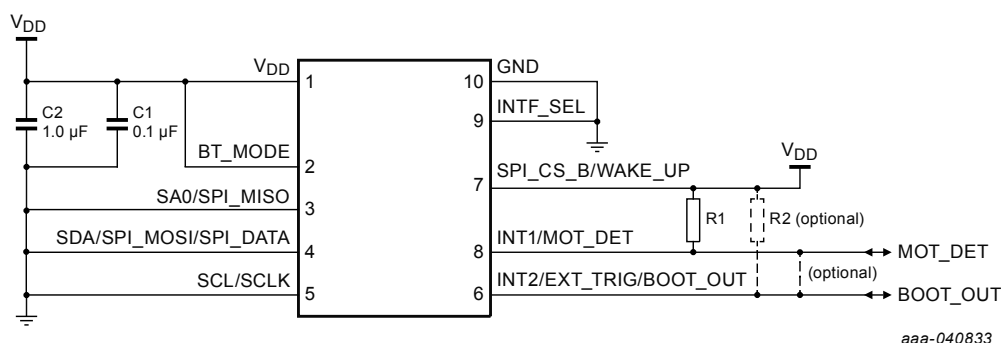 VDD
VDD
1
C2
1.0 μF
C1
0.1 μF
BT_MODE
2
SA0/SPI_MISO
3
SDA/SPI_MOSI/SPI_DATA
4
SCL/SCLK
5
GND
10
INTF_SEL
9
VDD
SPI_CS_B/WAKE_UP
7
R1
R2 (optional)
INT1/MOT_DET
8
MOT_DET
(optional)
INT2/EXT_TRIG/BOOT_OUT
6
BOOT_OUT
aaa-040833